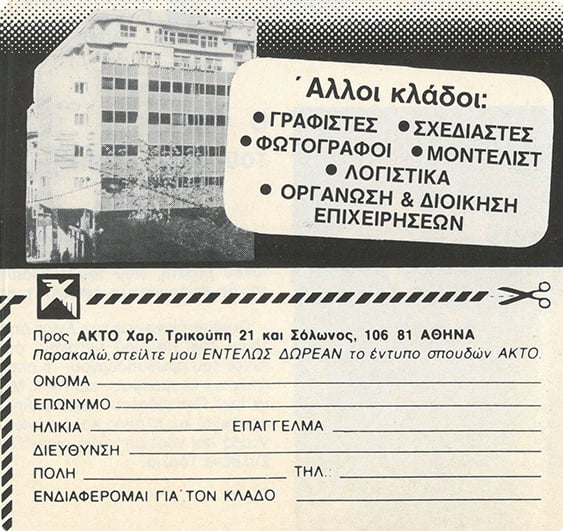 ΄Αλλοι κλάδοι:
● ΓΡΑΦΙΣΤΕΣ ● ΣΧΕΔΙΑΣΤΕΣ
● ΦΩΤΟΓΡΑΦΟΙ ● ΜΟΝΤΕΛΙΣΤ
● ΛΟΓΙΣΤΙΚΑ
● ΟΡΓΑΝΩΣΗ & ΔΙΟΙΚΗΣΗ
ΕΠΙΧΕΙΡΗΣΕΩΝ
Προς ΑΚΤΟ Χαρ. Τρικούπη 21 και Σόλωνος, 106 81 ΑΘΗΝΑ
Παρακαλώ, στείλτε μου ΕΝΤΕΛΩΣ ΔΩΡΕΑΝ το έντυπο σπουδών ΑΚΤΟ.
ΟΝΟΜΑ
ΕΠΩΝΥΜΟ
ΗΛΙΚΙΑ ΕΠΑΓΓΕΛΜΑ
ΔΙΕΥΘΥΝΣΗ
ΠΟΛΗ ΤΗΛ.:
ΕΝΔΙΑΦΕΡΟΜΑΙ ΓΙΑ ΤΟΝ ΚΛΑΔΟ